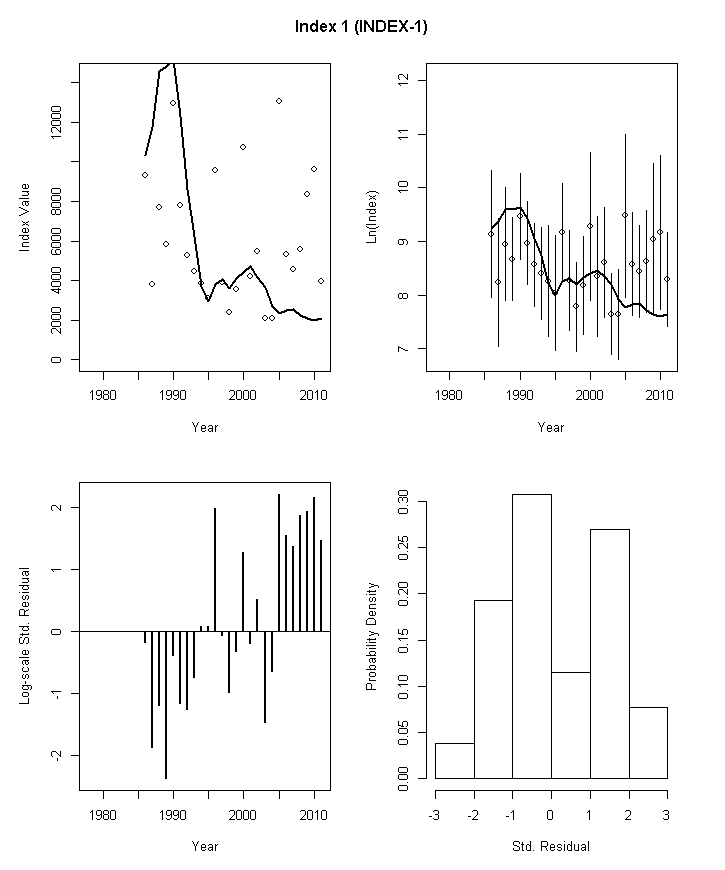 Index 1 (INDEX-1)
Index Value
0 2000 4000 6000 8000 12000
1980 1990 2000 2010
Year
Ln(Index)
7 8 9 10 11 12
1980 1990 2000 2010
Year
Log-scale Std. Residual
-2 -1 0 1 2
1980 1990 2000 2010
Year
Probability Density
0.00 0.05 0.10 0.15 0.20 0.25 0.30
-3 -2 -1 0 1 2 3
Std. Residual